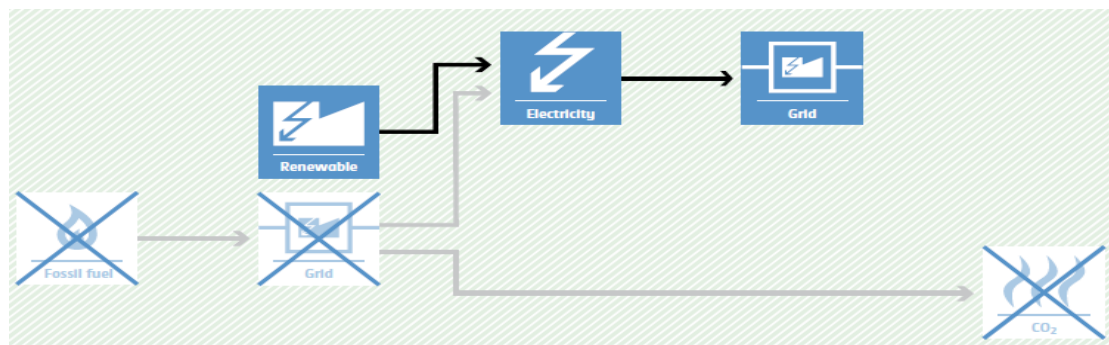 Electricity
Grid
Renewable
Fossil fuel
Grid
CO₂